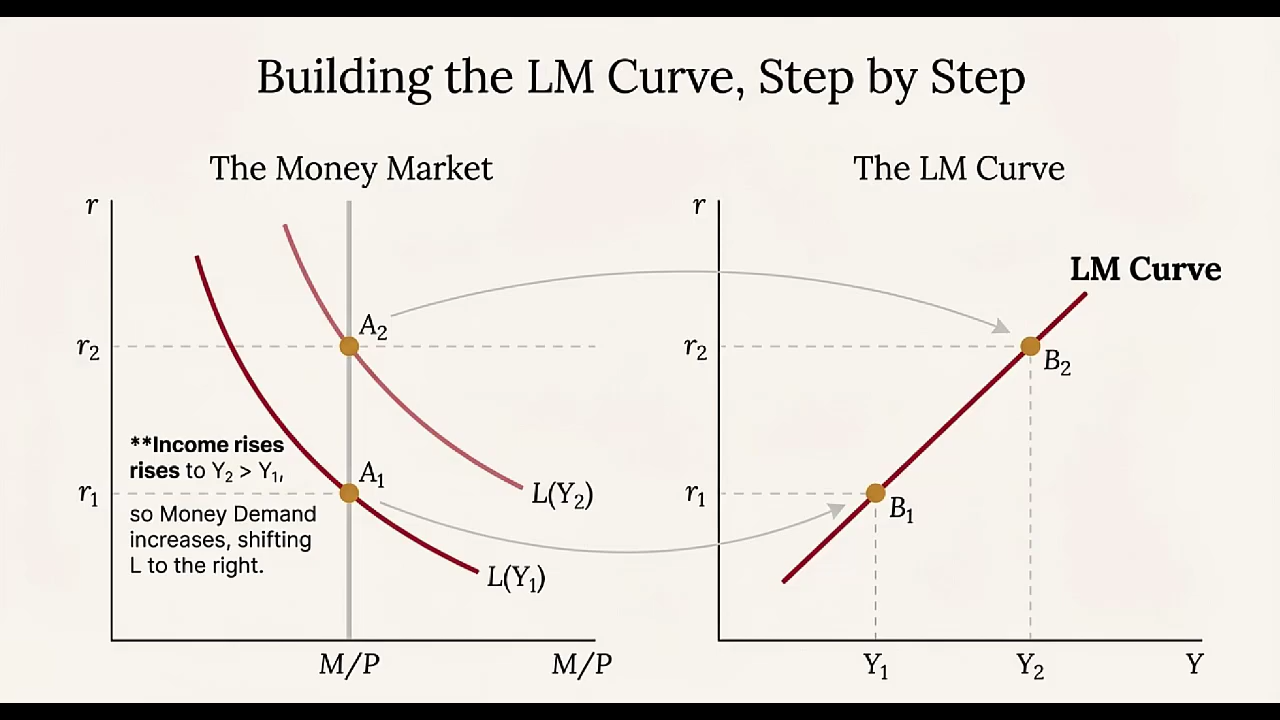 Building the LM Curve, Step by Step
The Money Market
r
r₂
r₁
A₂
A₁
**Income rises
rises to Y₂ > Y₁,
so Money Demand
increases, shifting
L to the right.
L(Y₂)
L(Y₁)
M/P
M/P
The LM Curve
r
LM Curve
r₂
r₁
B₂
B₁
Y₁
Y₂
Y